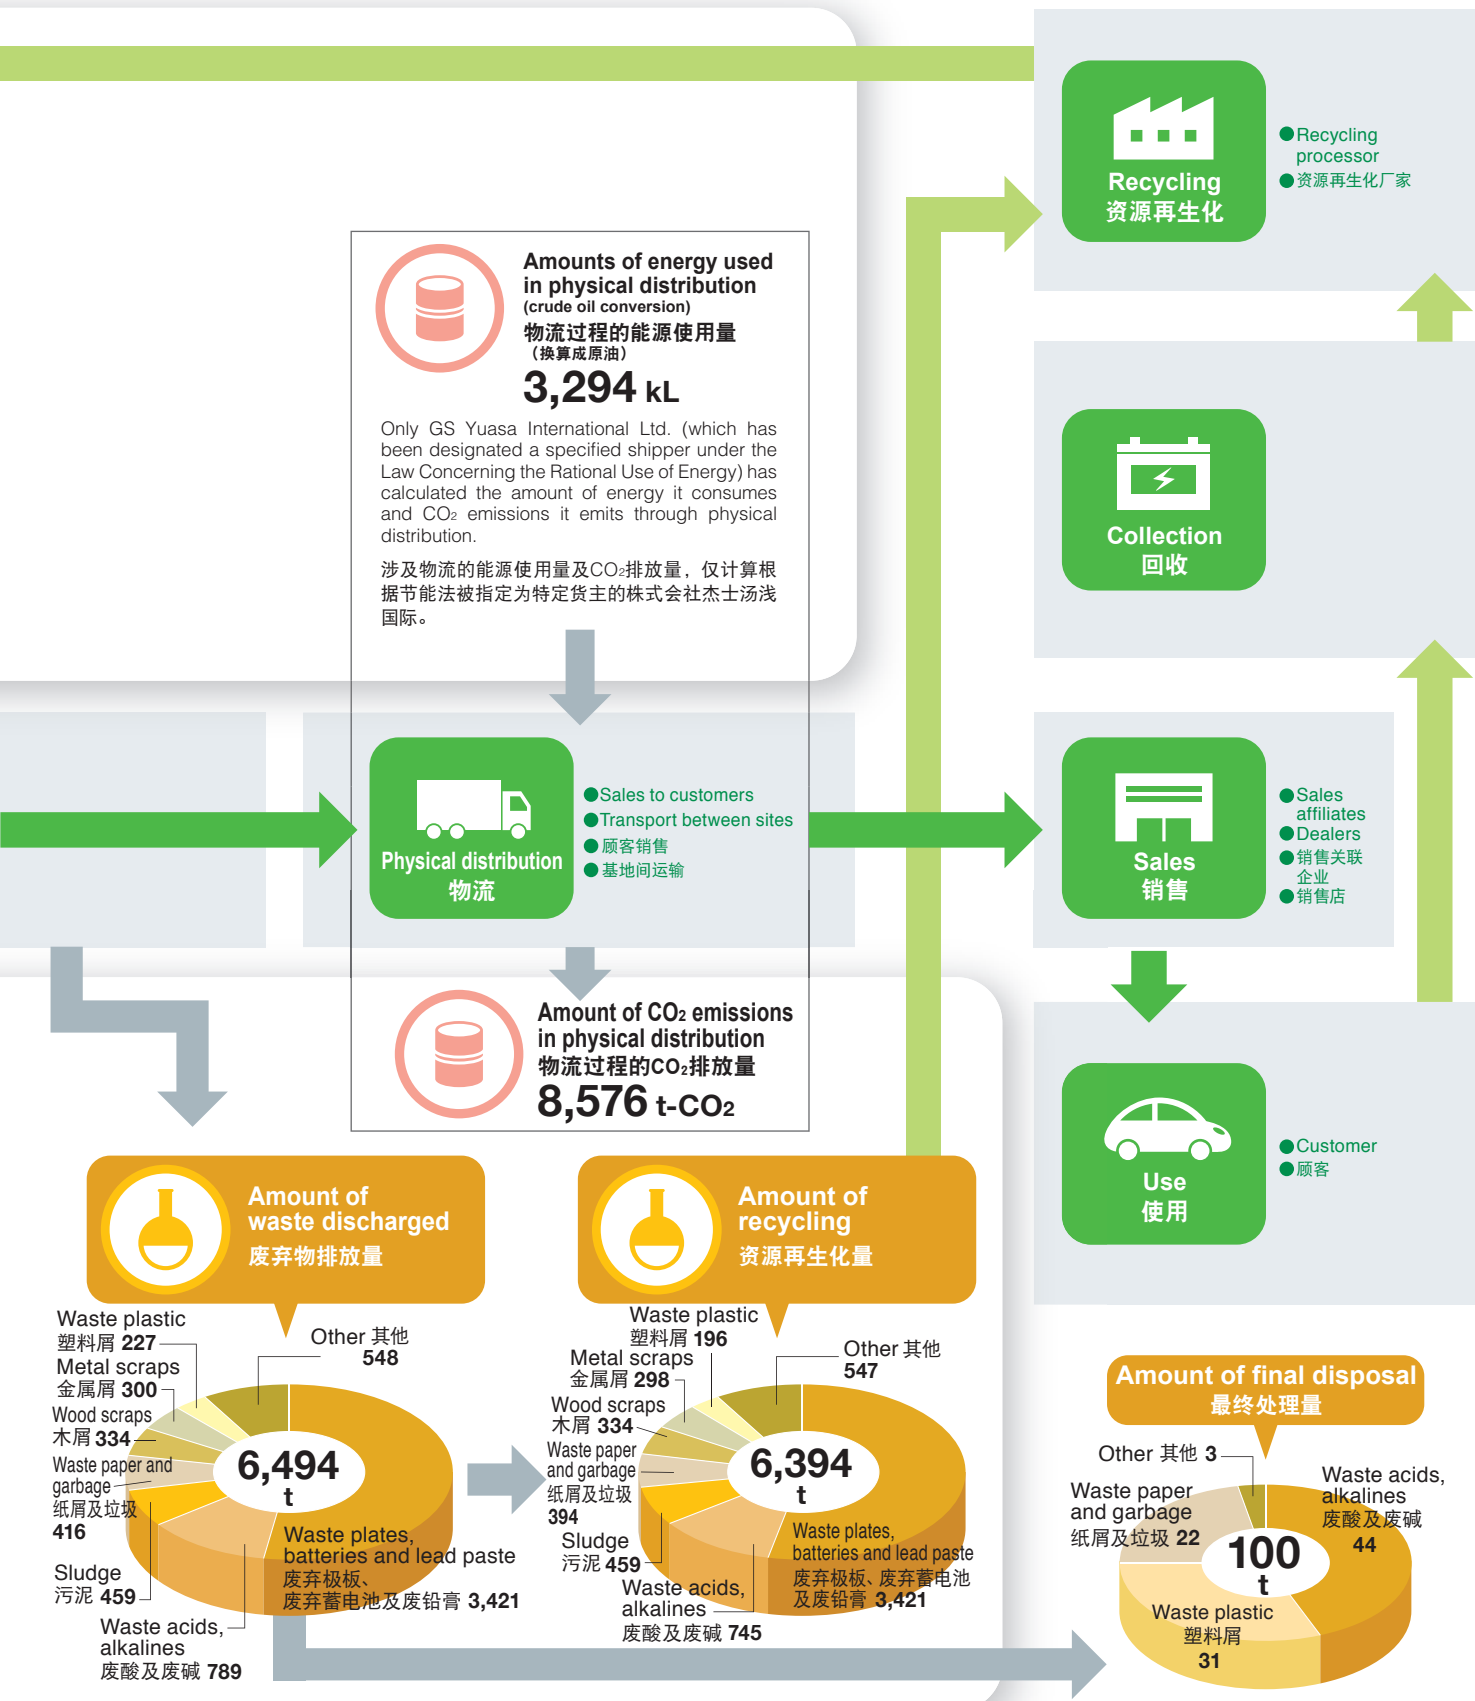 Recycling
资源再生化
●Recycling
processor
●资源再生化厂家
Amounts of energy used
in physical distribution
(crude oil conversion)
物流过程的能源使用量
（换算成原油）
3,294 kL
Only GS Yuasa International Ltd. (which has
been designated a specified shipper under the
Law Concerning the Rational Use of Energy) has
calculated the amount of energy it consumes
and CO2 emissions it emits through physical
distribution.
涉及物流的能源使用量及CO2排放量，仅计算根
据节能法被指定为特定货主的株式会社杰士汤浅
国际。
Collection
回收
Physical distribution
物流
●Sales to customers
●Transport between sites
●顾客销售
●基地间运输
Sales
销售
●Sales
affiliates
●Dealers
●销售关联
企业
●销售店
Amount of CO2 emissions
in physical distribution
物流过程的CO2排放量
8,576 t-CO2
Use
使用
●Customer
●顾客
Amount of
waste discharged
废弃物排放量
Waste plastic
塑料屑 227
Metal scraps
金属屑 300
Wood scraps
木屑 334
Waste paper and
garbage
纸屑及垃圾
416
Sludge
污泥 459
Waste acids,
alkalines
废酸及废碱 789
Other 其他
548
6,494
t
Waste plates,
batteries and lead paste
废弃极板、
废弃蓄电池及废铅膏 3,421
Amount of
recycling
资源再生化量
Waste plastic
塑料屑 196
Metal scraps
金属屑 298
Wood scraps
木屑 334
Waste paper
and garbage
纸屑及垃圾
394
Sludge
污泥 459
Waste acids,
alkalines
废酸及废碱 745
Other 其他
547
6,394
t
Waste plates,
batteries and lead paste
废弃极板、废弃蓄电池
及废铅膏 3,421
Amount of final disposal
最终处理量
Other 其他 3
Waste paper
and garbage
纸屑及垃圾 22
Waste acids,
alkalines
废酸及废碱
44
100
t
Waste plastic
塑料屑
31